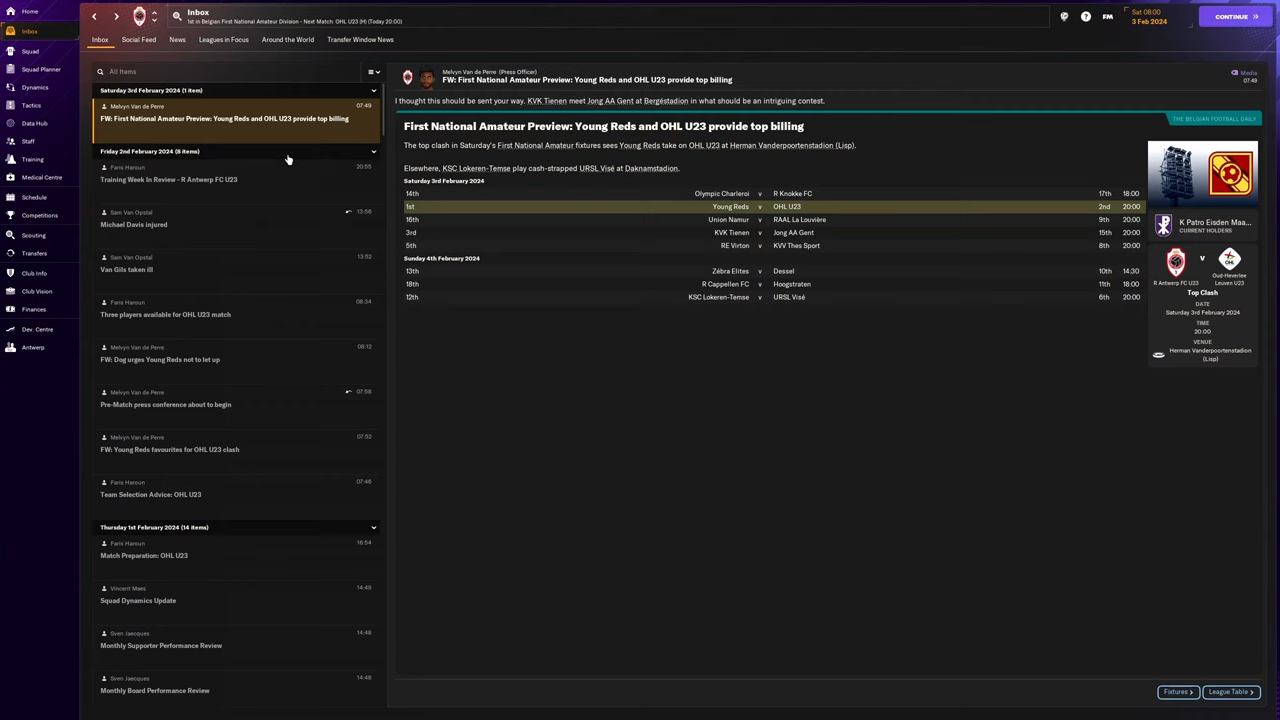 Home
Inbox
Squad
Squad Planner
Dynamics
Tactics
Data Hub
Staff
Training
Medical Centre
Schedule
Competitions
Scouting
Transfers
Club Info
Club Vision
Finances
Dev. Centre
Antwerp
Inbox
1st in Belgian First National Amateur Division - Next Match: OHL U23 (H) (Today 20:00)
FM
Sat 08:00
3 Feb 2024
CONTINUE
Inbox Social Feed News Leagues in Focus Around the World Transfer Window News
All Items
Saturday 3rd February 2024 (1 item)
Melvyn Van de Perre 07:49
FW: First National Amateur Preview: Young Reds and OHL U23 provide top billing
Friday 2nd February 2024 (8 items)
Faris Haroun 20:55
Training Week In Review - R Antwerp FC U23
Sam Van Opstal 13:56
Michael Davis injured
Sam Van Opstal 13:52
Van Gils taken ill
Faris Haroun 08:34
Three players available for OHL U23 match
Melvyn Van de Perre 08:12
FW: Dog urges Young Reds not to let up
Melvyn Van de Perre 07:58
Pre-Match press conference about to begin
Melvyn Van de Perre 07:52
FW: Young Reds favourites for OHL U23 clash
Faris Haroun 07:46
Team Selection Advice: OHL U23
Thursday 1st February 2024 (14 items)
Faris Haroun 16:54
Match Preparation: OHL U23
Vincent Maes 14:49
Squad Dynamics Update
Sven Jaecques 14:48
Monthly Supporter Performance Review
Sven Jaecques 14:48
Monthly Board Performance Review
Melvyn Van de Perre (Press Officer)
FW: First National Amateur Preview: Young Reds and OHL U23 provide top billing
Media
07:49
I thought this should be sent your way. KVK Tienen meet Jong AA Gent at Bergéstadion in what should be an intriguing contest.
THE BELGIAN FOOTBALL DAILY
First National Amateur Preview: Young Reds and OHL U23 provide top billing
The top clash in Saturday's First National Amateur fixtures sees Young Reds take on OHL U23 at Herman Vanderpoortenstadion (Lisp).
Elsewhere, KSC Lokeren-Temse play cash-strapped URSL Visé at Daknamstadion.
Saturday 3rd February 2024
14th Olympic Charleroi v R Knokke FC 17th 18:00
1st Young Reds v OHL U23 2nd 20:00
16th Union Namur v RAAL La Louvière 9th 20:00
3rd KVK Tienen v Jong AA Gent 15th 20:00
5th RE Virton v KVV Thes Sport 8th 20:00
Sunday 4th February 2024
13th Zébra Elites v Dessel 10th 14:30
18th R Cappellen FC v Hoogstraten 11th 18:00
12th KSC Lokeren-Temse v URSL Visé 6th 20:00
K Patro Eisden Maa...
CURRENT HOLDERS
V
R Antwerp FC U23
Oud-Heverlee
Leuven U23
Top Clash
DATE
Saturday 3rd February 2024
TIME
20:00
VENUE
Herman Vanderpoortenstadion
(Lisp)
Fixtures
League Table